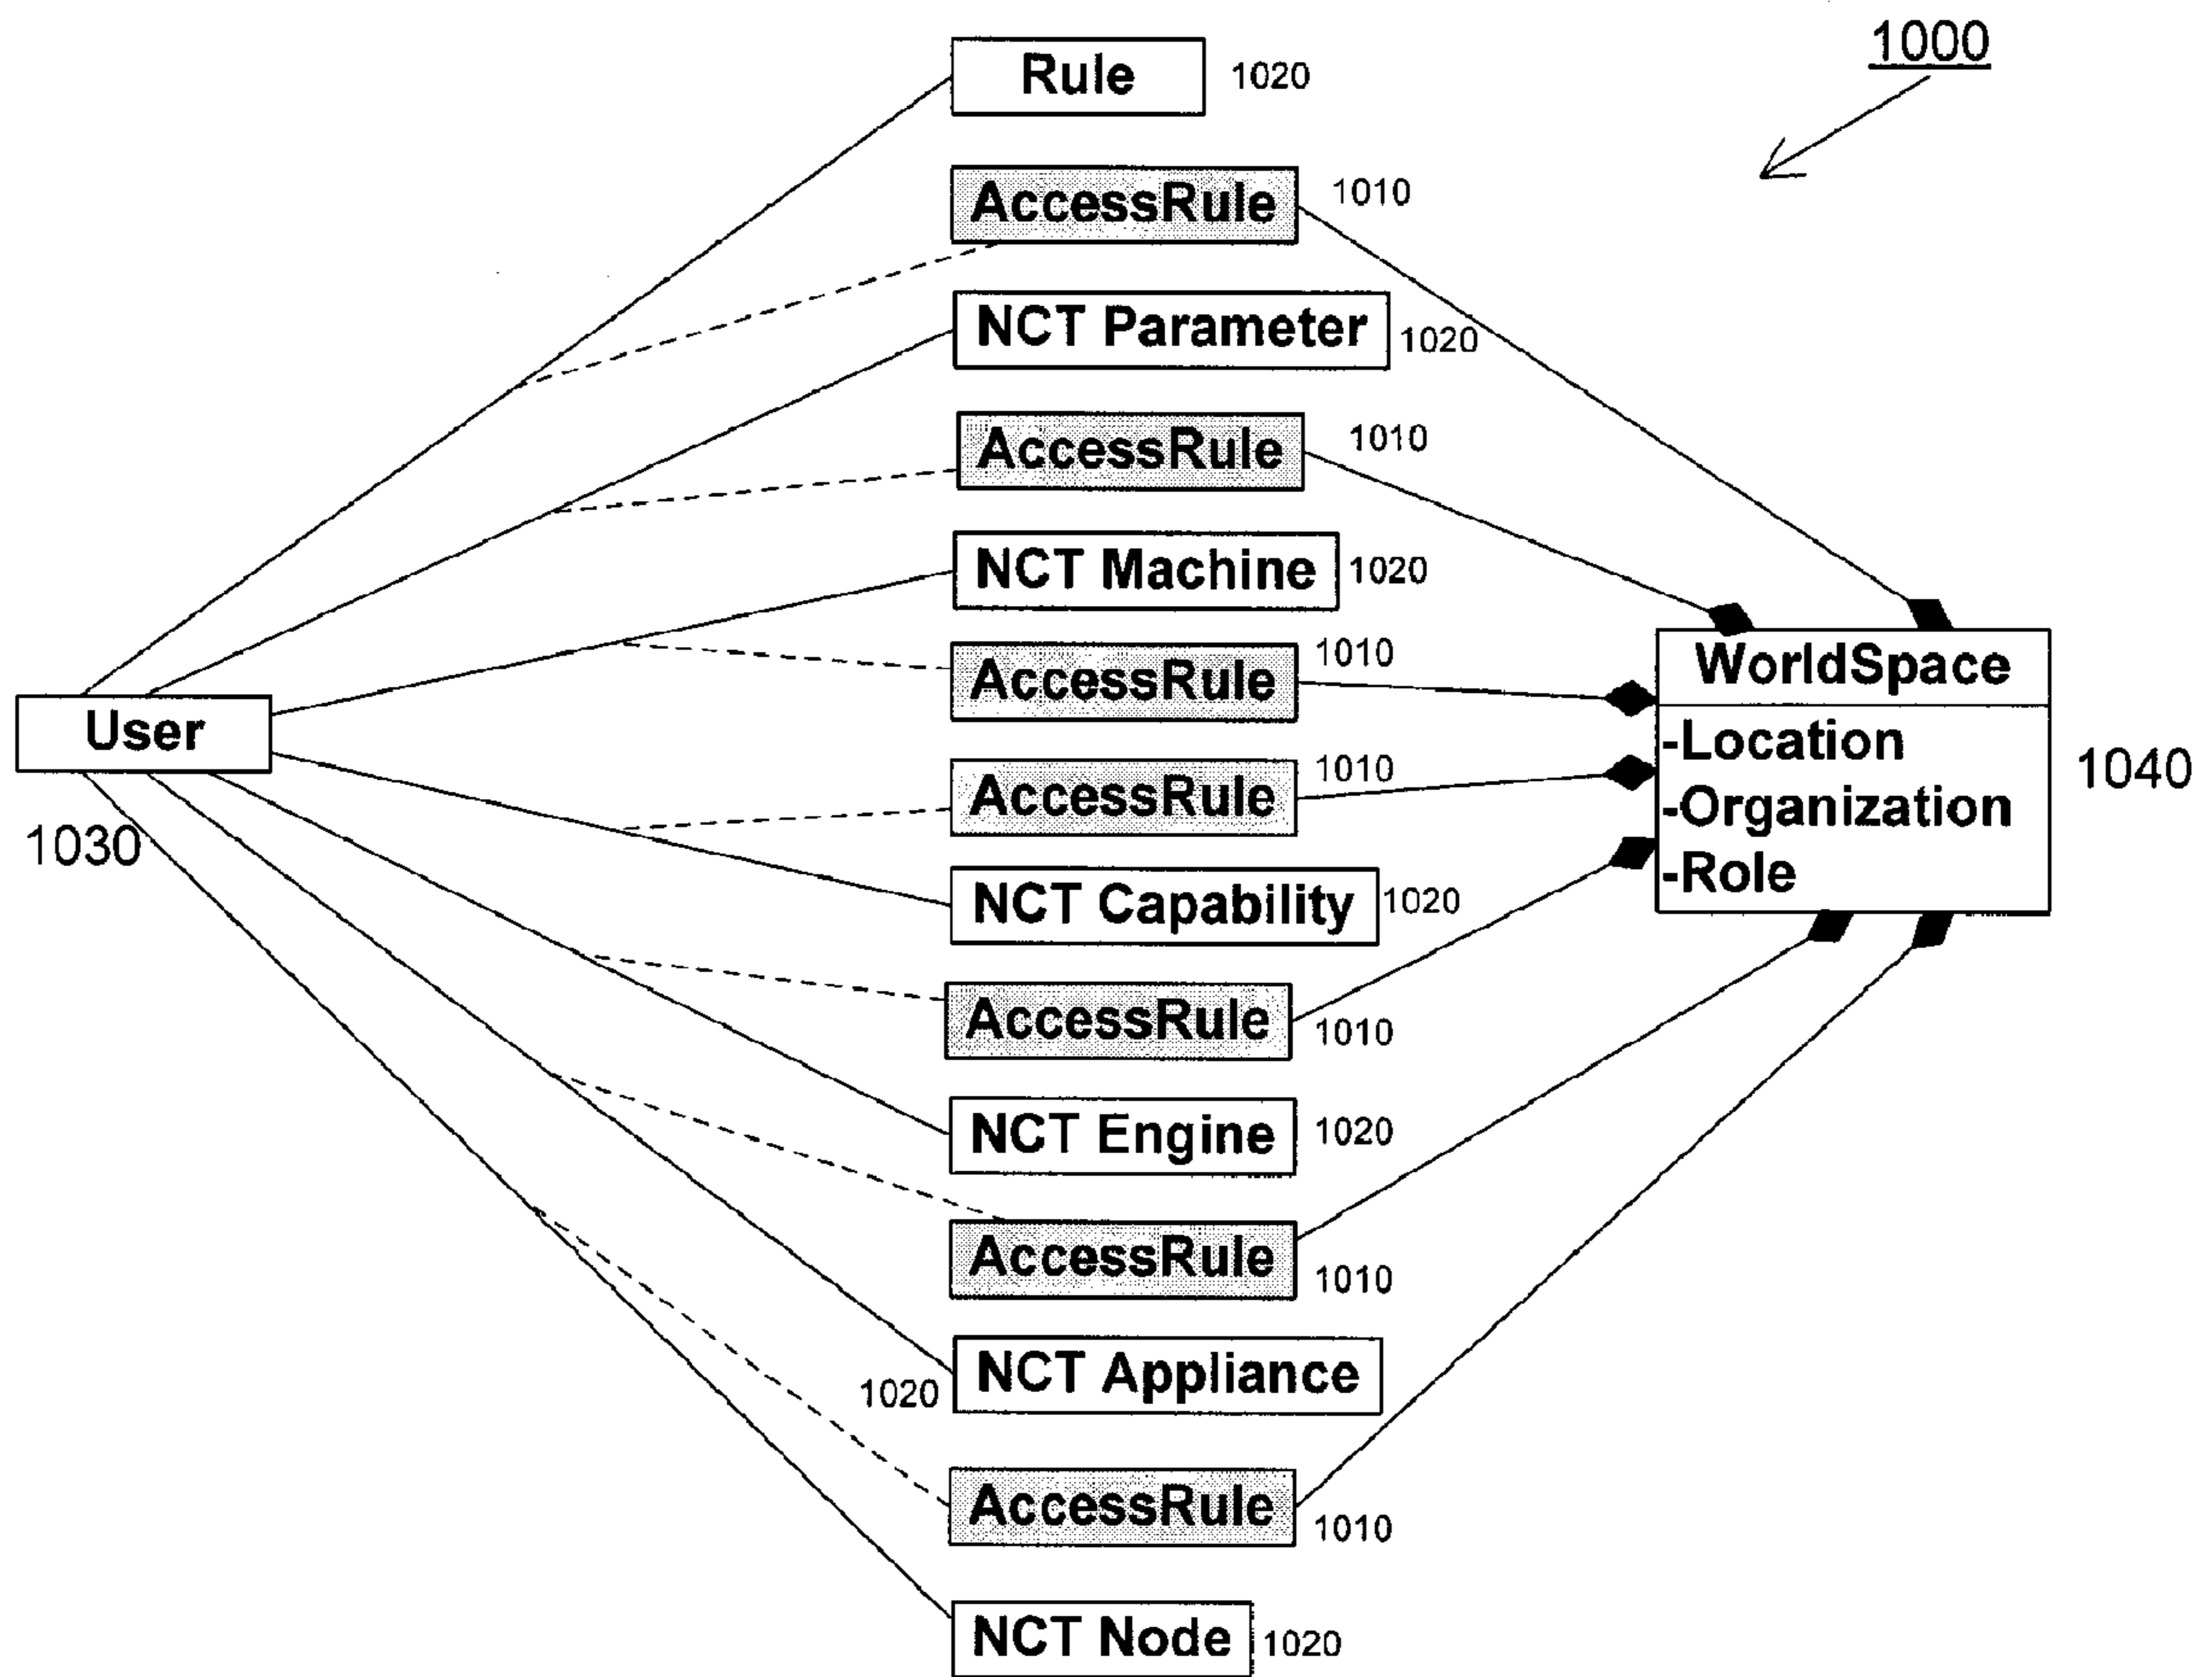 1000
Rule 1020
AccessRule 1010
NCT Parameter 1020
AccessRule 1010
NCT Machine 1020
AccessRule 1010
WorldSpace
-Location
-Organization
-Role
1040
User
1030
AccessRule 1010
NCT Capability 1020
AccessRule 1010
NCT Engine 1020
AccessRule 1010
1020 NCT Appliance
AccessRule 1010
NCT Node 1020